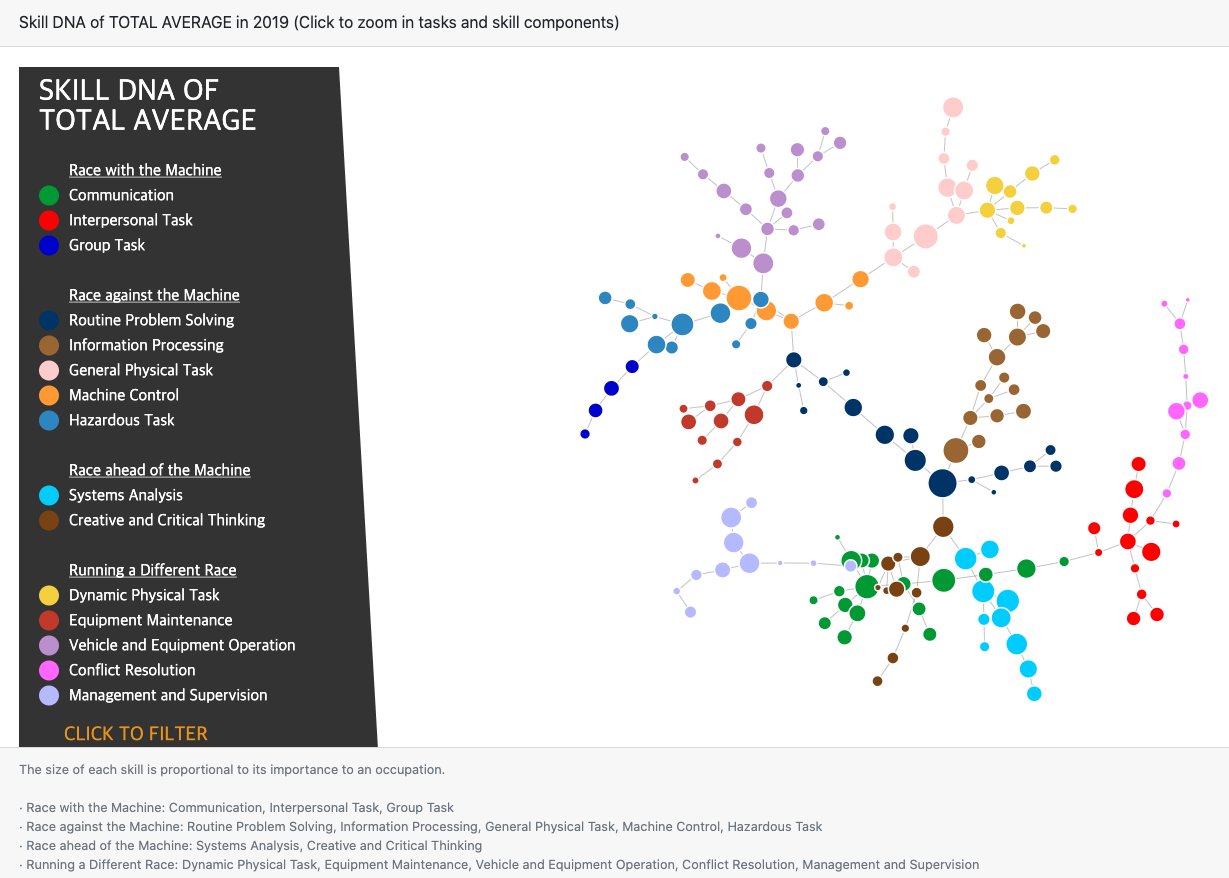 Skill DNA of TOTAL AVERAGE in 2019 (Click to zoom in tasks and skill components)
SKILL DNA OF
TOTAL AVERAGE
Race with the Machine
Communication
Interpersonal Task
Group Task
Race against the Machine
Routine Problem Solving
Information Processing
General Physical Task
Machine Control
Hazardous Task
Race ahead of the Machine
Systems Analysis
Creative and Critical Thinking
Running a Different Race
Dynamic Physical Task
Equipment Maintenance
Vehicle and Equipment Operation
Conflict Resolution
Management and Supervision
CLICK TO FILTER
The size of each skill is proportional to its importance to an occupation.
· Race with the Machine: Communication, Interpersonal Task, Group Task
· Race against the Machine: Routine Problem Solving, Information Processing, General Physical Task, Machine Control, Hazardous Task
· Race ahead of the Machine: Systems Analysis, Creative and Critical Thinking
· Running a Different Race: Dynamic Physical Task, Equipment Maintenance, Vehicle and Equipment Operation, Conflict Resolution, Management and Supervision